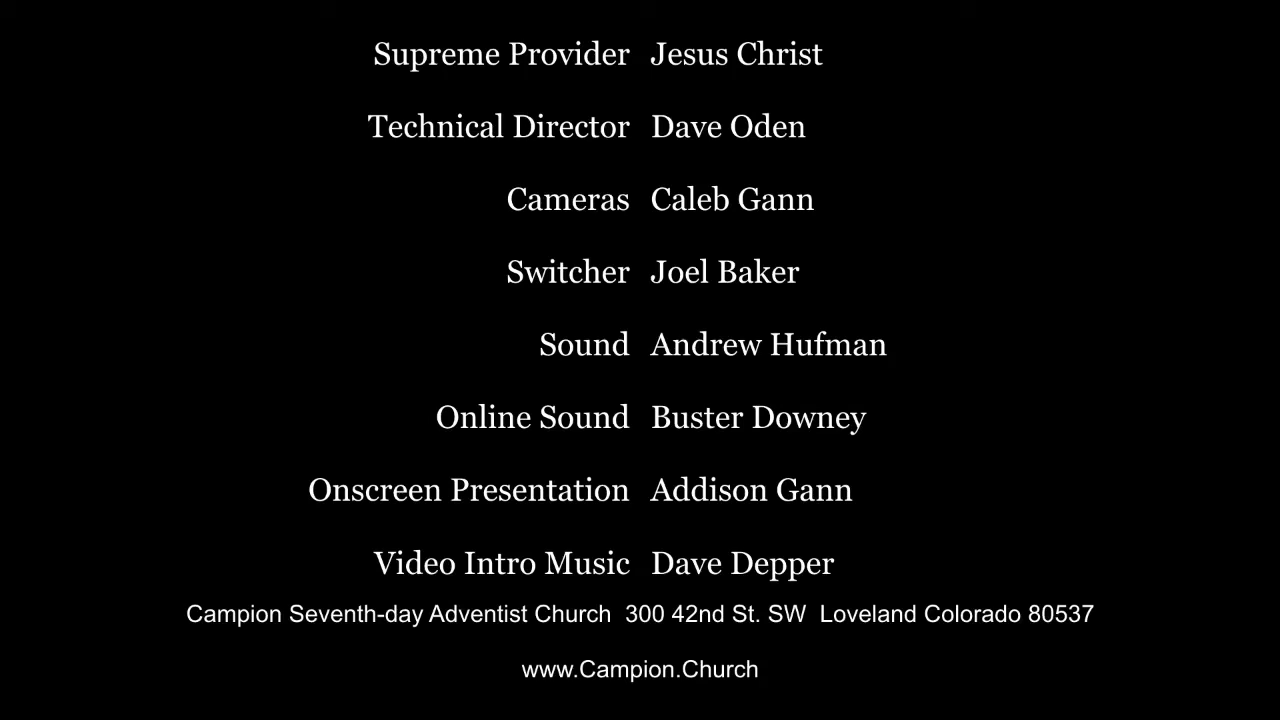 Supreme Provider Jesus Christ
Technical Director Dave Oden
Cameras Caleb Gann
Switcher Joel Baker
Sound Andrew Hufman
Online Sound Buster Downey
Onscreen Presentation Addison Gann
Video Intro Music Dave Depper
Campion Seventh-day Adventist Church 300 42nd St. SW Loveland Colorado 80537
www.Campion.Church